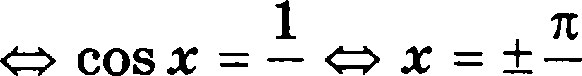 ⇔ cos x = 1/ ⇔ x = ± π/